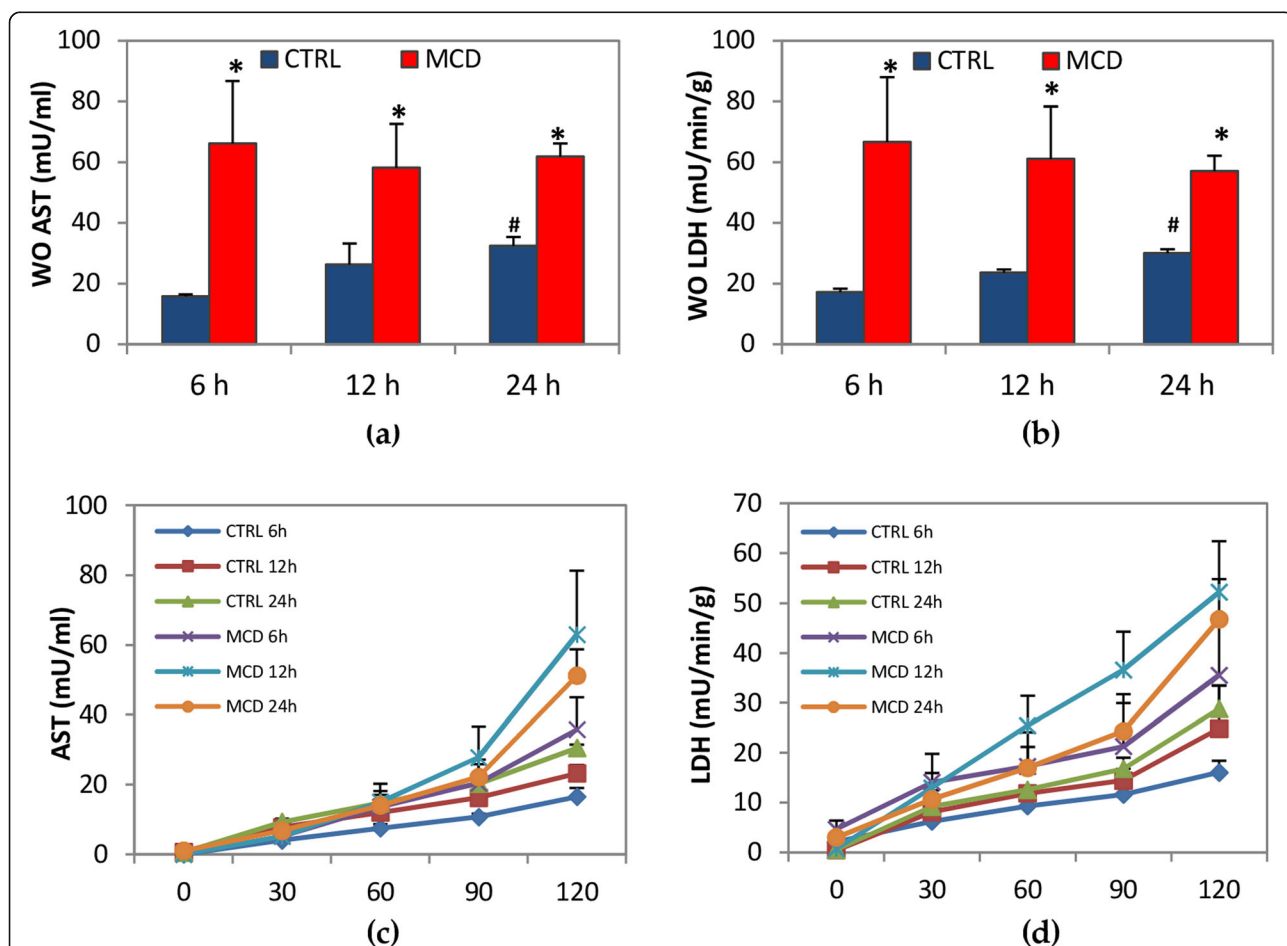 100
80
60
40
20
0
WO AST (mU/ml)
CTRL MCD
*
*
*
#
6 h 12 h 24 h
(a)
100
80
60
40
20
0
WO LDH (mU/min/g)
CTRL MCD
*
*
*
#
6 h 12 h 24 h
(b)
100
80
60
40
20
0
AST (mU/ml)
CTRL 6h
CTRL 12h
CTRL 24h
MCD 6h
MCD 12h
MCD 24h
0 30 60 90 120
(c)
70
60
50
40
30
20
10
0
LDH (mU/min/g)
CTRL 6h
CTRL 12h
CTRL 24h
MCD 6h
MCD 12h
MCD 24h
0 30 60 90 120
(d)